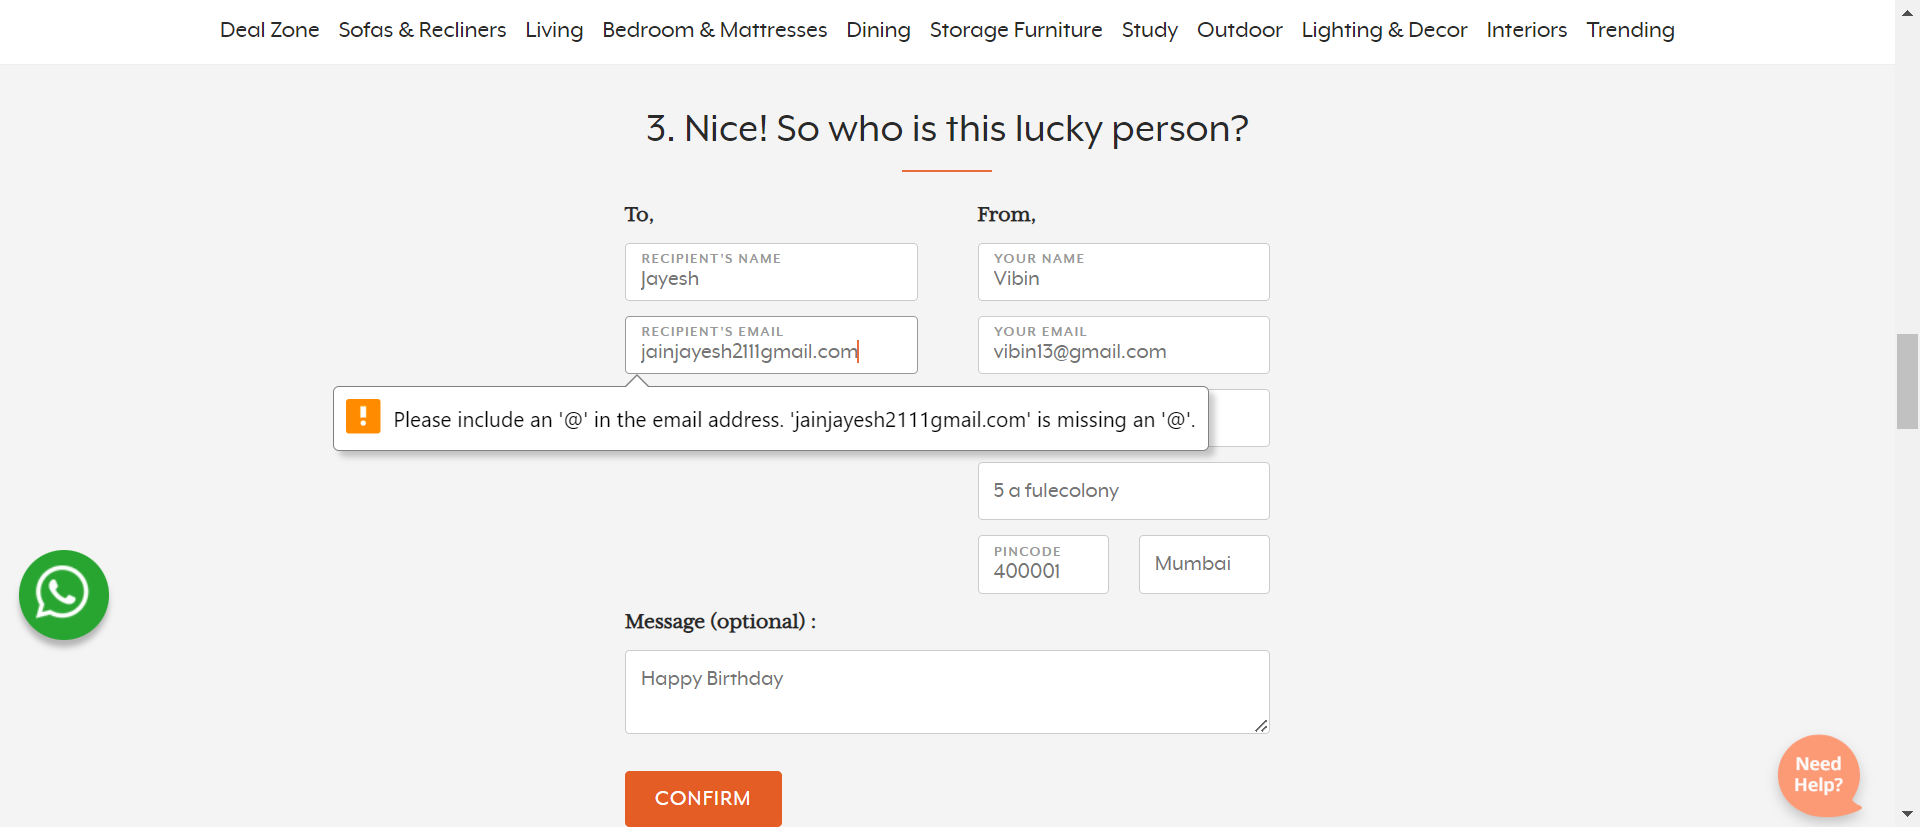 Deal Zone Sofas & Recliners Living Bedroom & Mattresses Dining Storage Furniture Study Outdoor Lighting & Decor Interiors Trending
3. Nice! So who is this lucky person?
To,
RECIPIENT'S NAME
Jayesh
RECIPIENT'S EMAIL
jainjayesh2111gmail.com
Please include an '@' in the email address. 'jainjayesh2111gmail.com' is missing an '@'.
From,
YOUR NAME
Vibin
YOUR EMAIL
vibin13@gmail.com
5 a fulecolony
PINCODE
400001
Mumbai
Message (optional) :
Happy Birthday
CONFIRM
Need
Help?